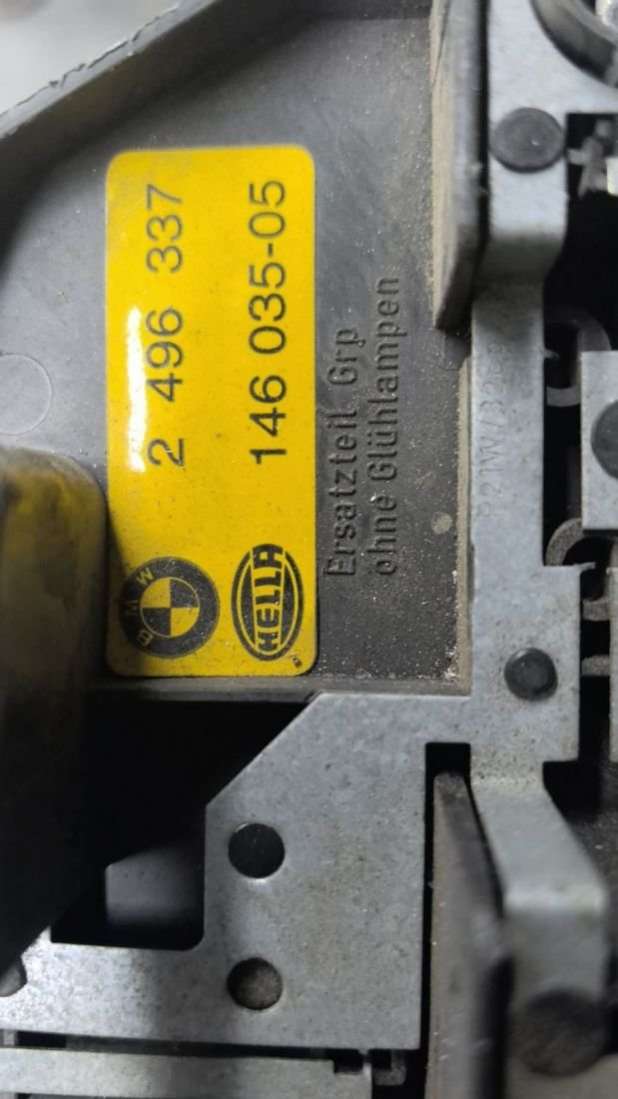 2 496 337
146 035-05
BMW
HELLA
Ersatzteil Grp
ohne Glühlampen